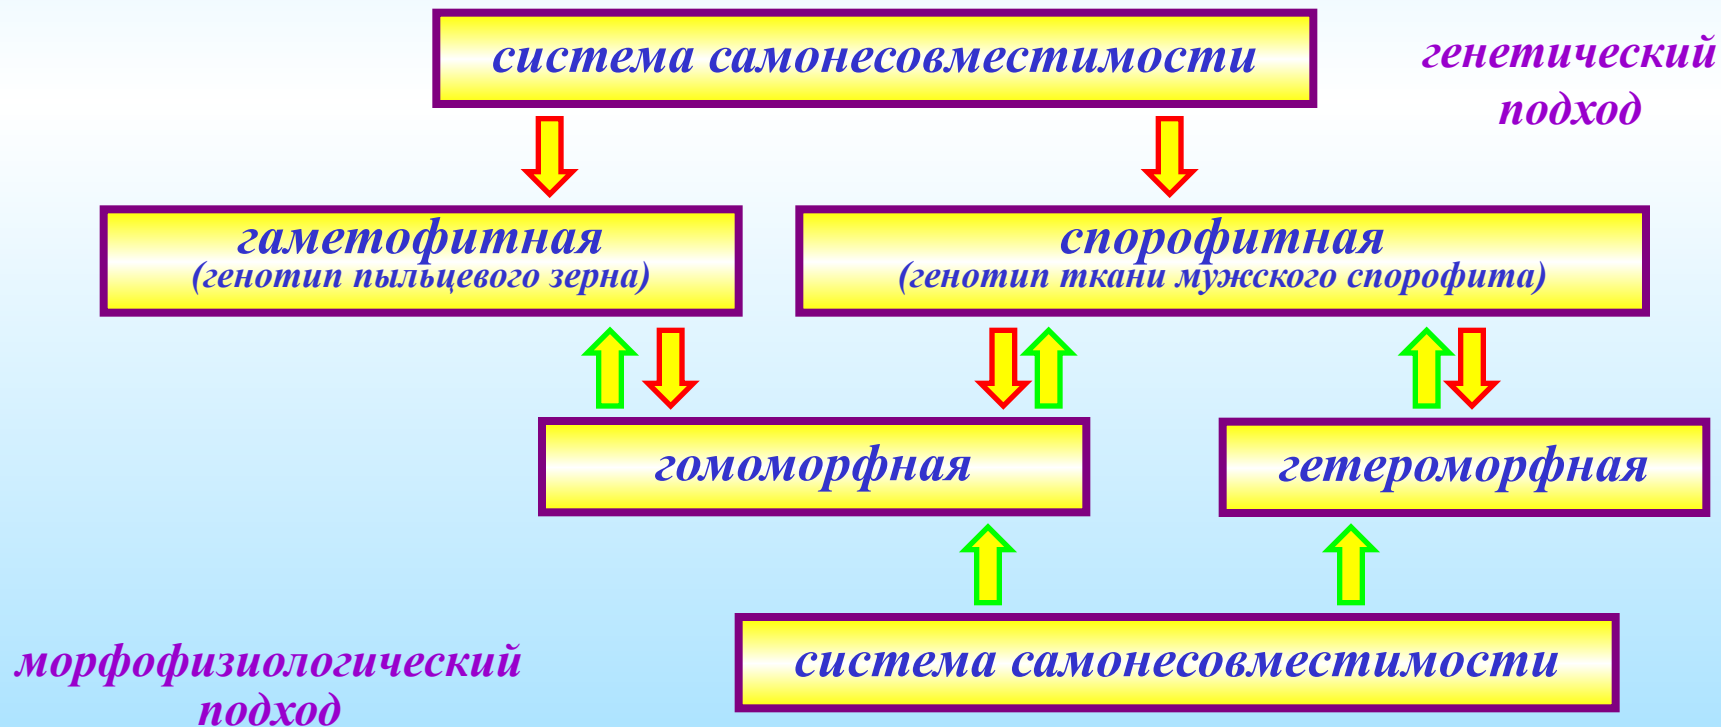 система самонесовместимости
генетический
подход
гаметофитная
(генотип пыльцевого зерна)
спорофитная
(генотип ткани мужского спорофита)
гомоморфная
гетероморфная
система самонесовместимости
морфофизиологический
подход